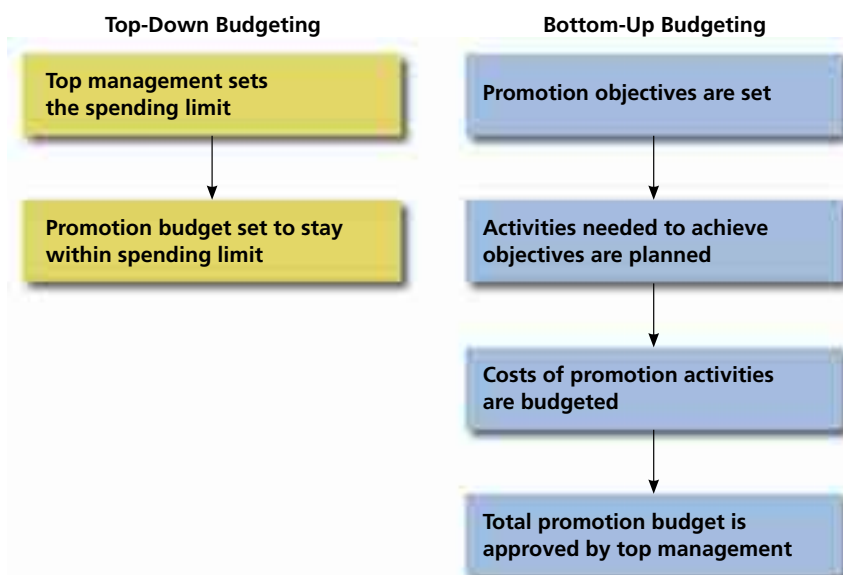 Top-Down Budgeting
Top management sets
the spending limit
Promotion budget set to stay
within spending limit
Bottom-Up Budgeting
Promotion objectives are set
Activities needed to achieve
objectives are planned
Costs of promotion activities
are budgeted
Total promotion budget is
approved by top management